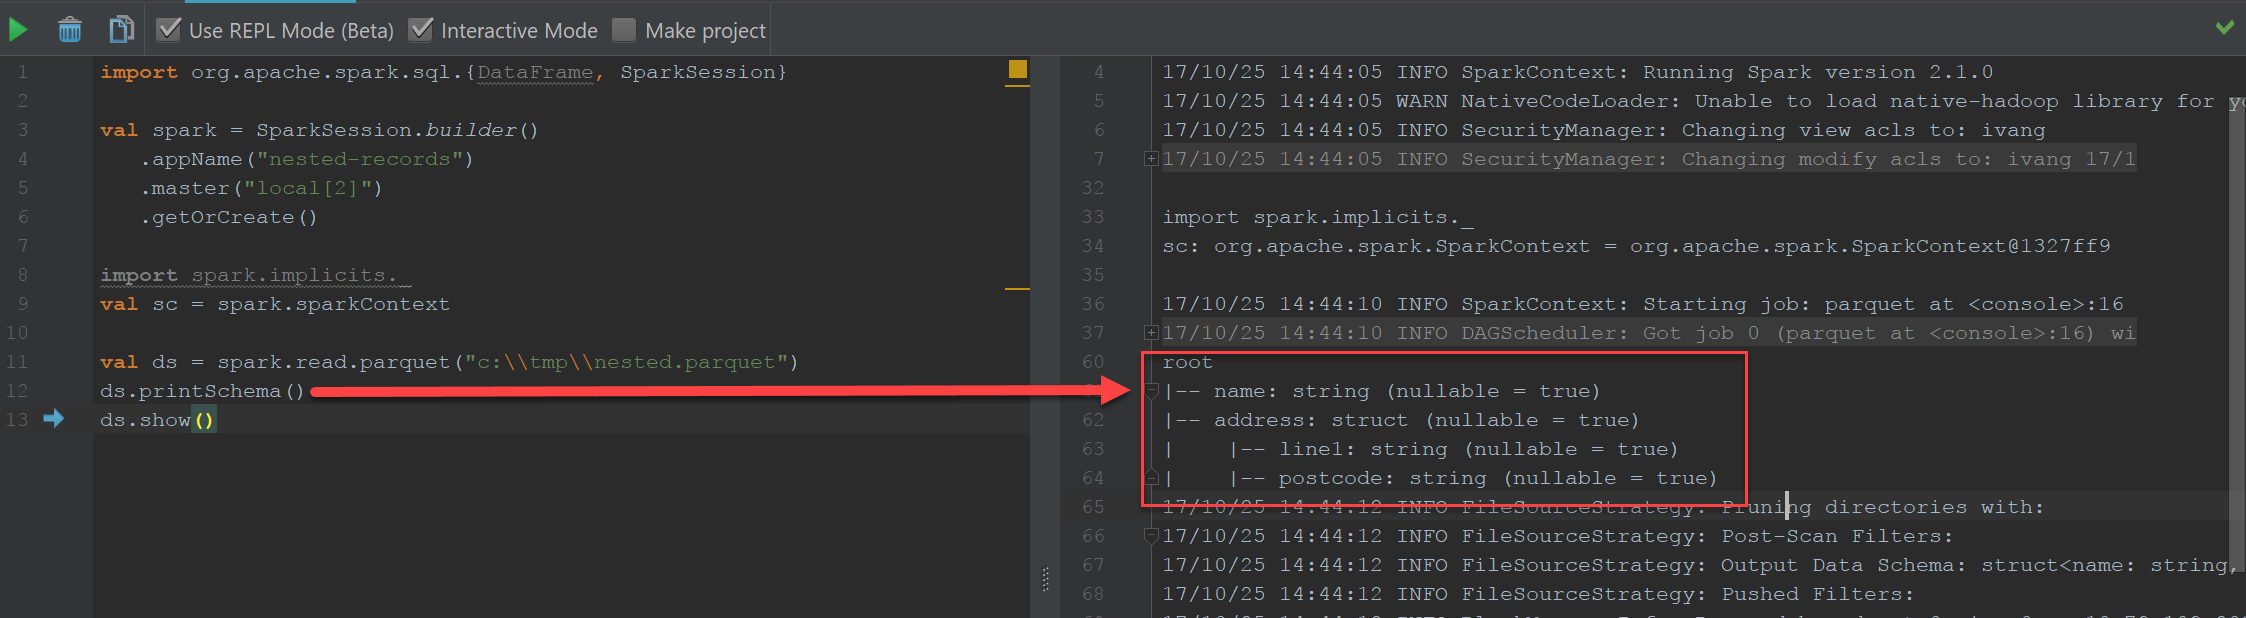 Use REPL Mode (Beta) Interactive Mode Make project
1 import org.apache.spark.sql.{DataFrame, SparkSession}
2
3 val spark = SparkSession.builder()
4 .appName("nested-records")
5 .master("local[2]")
6 .getOrCreate()
7
8 import spark.implicits._
9 val sc = spark.sparkContext
10
11 val ds = spark.read.parquet("c:\\tmp\\nested.parquet")
12 ds.printSchema()
13 ds.show()
4 17/10/25 14:44:05 INFO SparkContext: Running Spark version 2.1.0
5 17/10/25 14:44:05 WARN NativeCodeLoader: Unable to load native-hadoop library for yo
6 17/10/25 14:44:05 INFO SecurityManager: Changing view acls to: ivang
7 17/10/25 14:44:05 INFO SecurityManager: Changing modify acls to: ivang 17/1
32
33 import spark.implicits._
34 sc: org.apache.spark.SparkContext = org.apache.spark.SparkContext@1327ff9
35
36 17/10/25 14:44:10 INFO SparkContext: Starting job: parquet at <console>:16
37 17/10/25 14:44:10 INFO DAGScheduler: Got job 0 (parquet at <console>:16) wi
60 root
|-- name: string (nullable = true)
62 |-- address: struct (nullable = true)
63 | |-- line1: string (nullable = true)
64 | |-- postcode: string (nullable = true)
65 17/10/25 14:44:12 INFO FileSourceStrategy: Pruning directories with:
66 17/10/25 14:44:12 INFO FileSourceStrategy: Post-Scan Filters:
67 17/10/25 14:44:12 INFO FileSourceStrategy: Output Data Schema: struct<name: string,
68 17/10/25 14:44:12 INFO FileSourceStrategy: Pushed Filters: